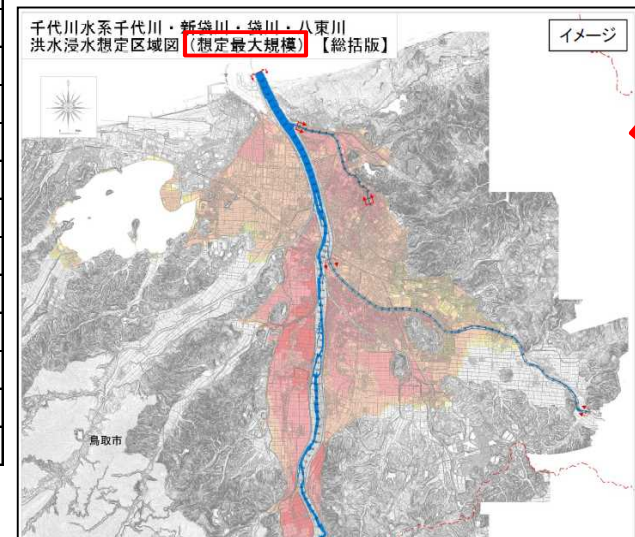 千代川水系千代川・新袋川・袋川・八東川
洪水浸水想定区域図（想定最大規模）【総括版】
イメージ
鳥取市